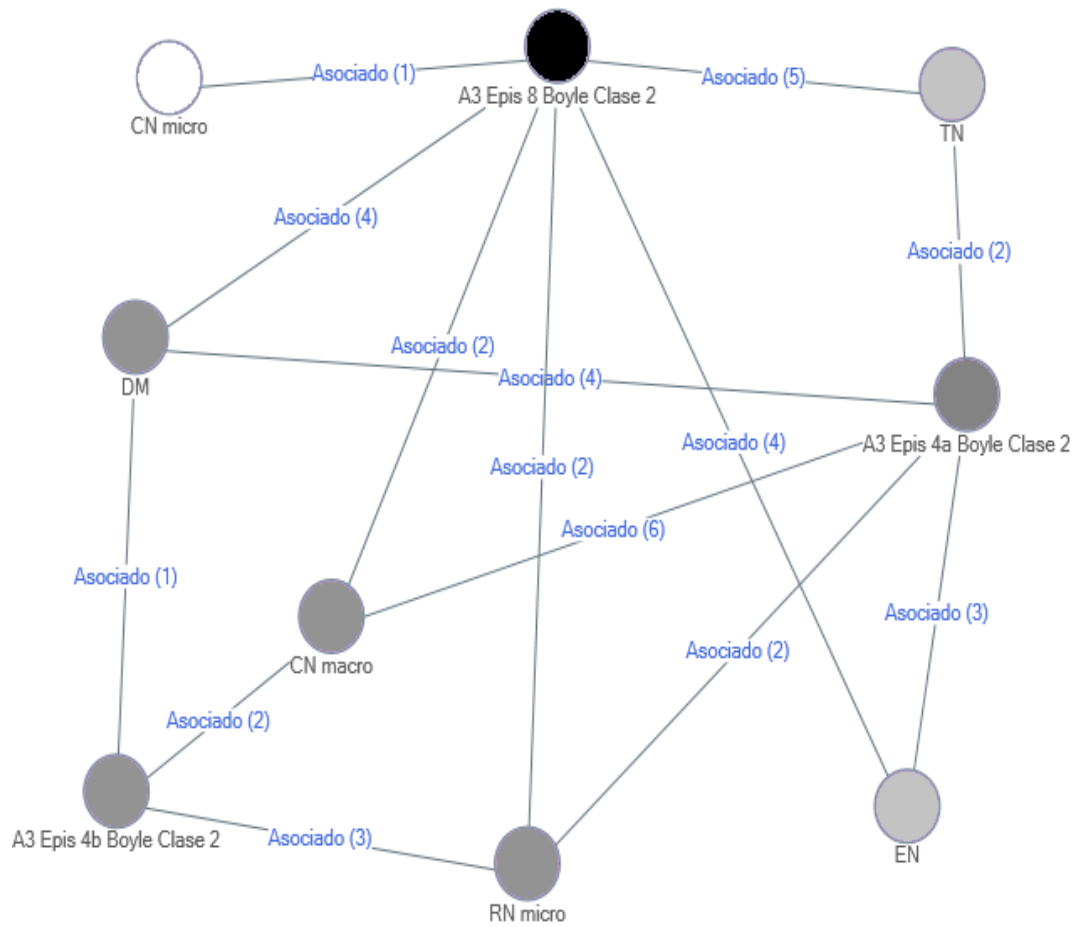 Asociado (1)
Asociado (5)
A3 Epis 8 Boyle Clase 2
CN micro
TN
Asociado (4)
Asociado (2)
Asociado (2)
Asociado (4)
DM
Asociado (4)
A3 Epis 4a Boyle Clase 2
Asociado (2)
Asociado (6)
Asociado (1)
Asociado (3)
Asociado (2)
CN macro
Asociado (2)
A3 Epis 4b Boyle Clase 2
Asociado (3)
EN
RN micro